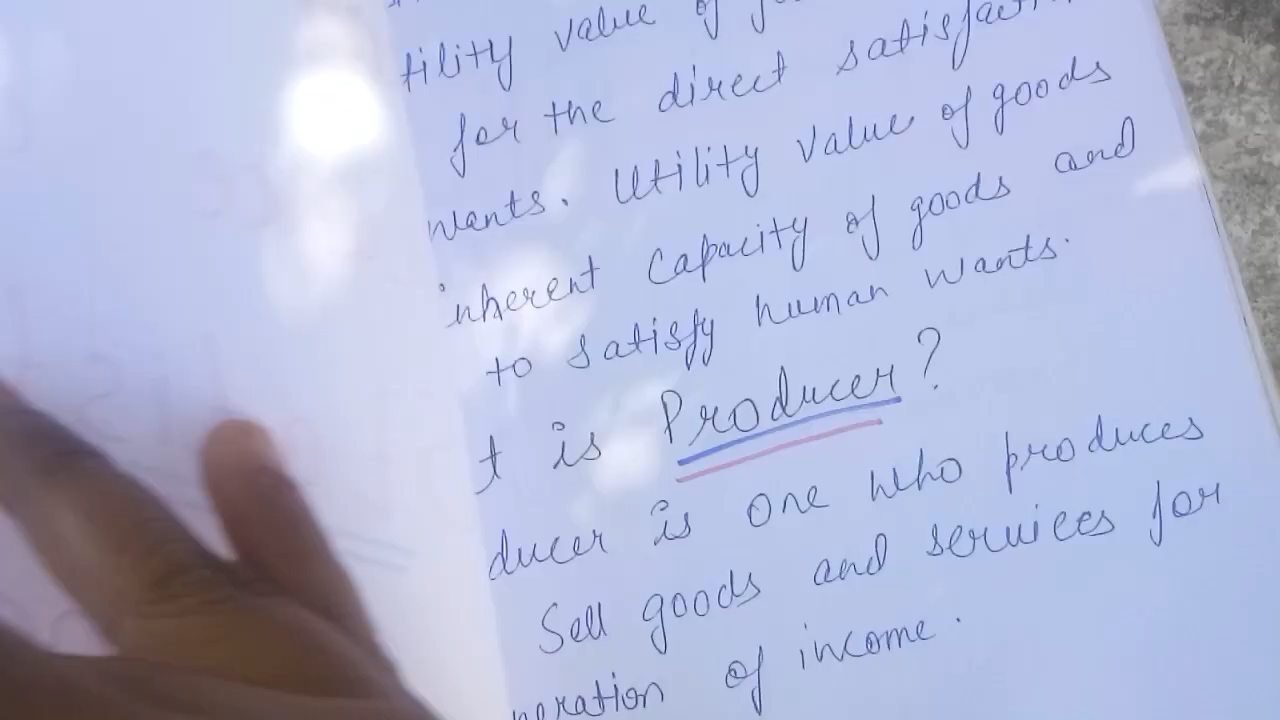 tility value of
for the direct
wants. Utility value of goods
inherent capacity of goods and
to satisfy human wants.
t is Producer?
ducer is one who produces
Sell goods and services for
neration of income.